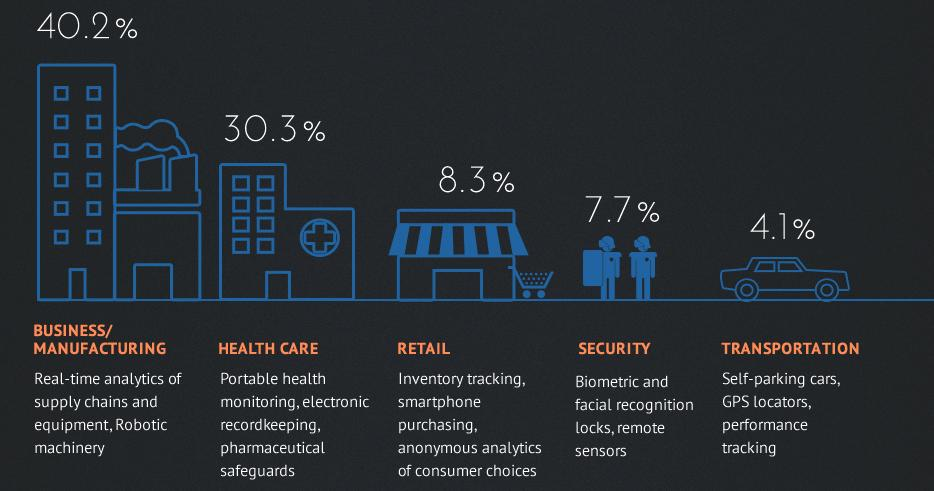 40.2%
30.3%
8.3%
7.7%
4.1%
BUSINESS/
MANUFACTURING
Real-time analytics of
supply chains and
equipment, Robotic
machinery
HEALTH CARE
Portable health
monitoring, electronic
recordkeeping,
pharmaceutical
safeguards
RETAIL
Inventory tracking,
smartphone
purchasing,
anonymous analytics
of consumer choices
SECURITY
Biometric and
facial recognition
locks, remote
sensors
TRANSPORTATION
Self-parking cars,
GPS locators,
performance
tracking